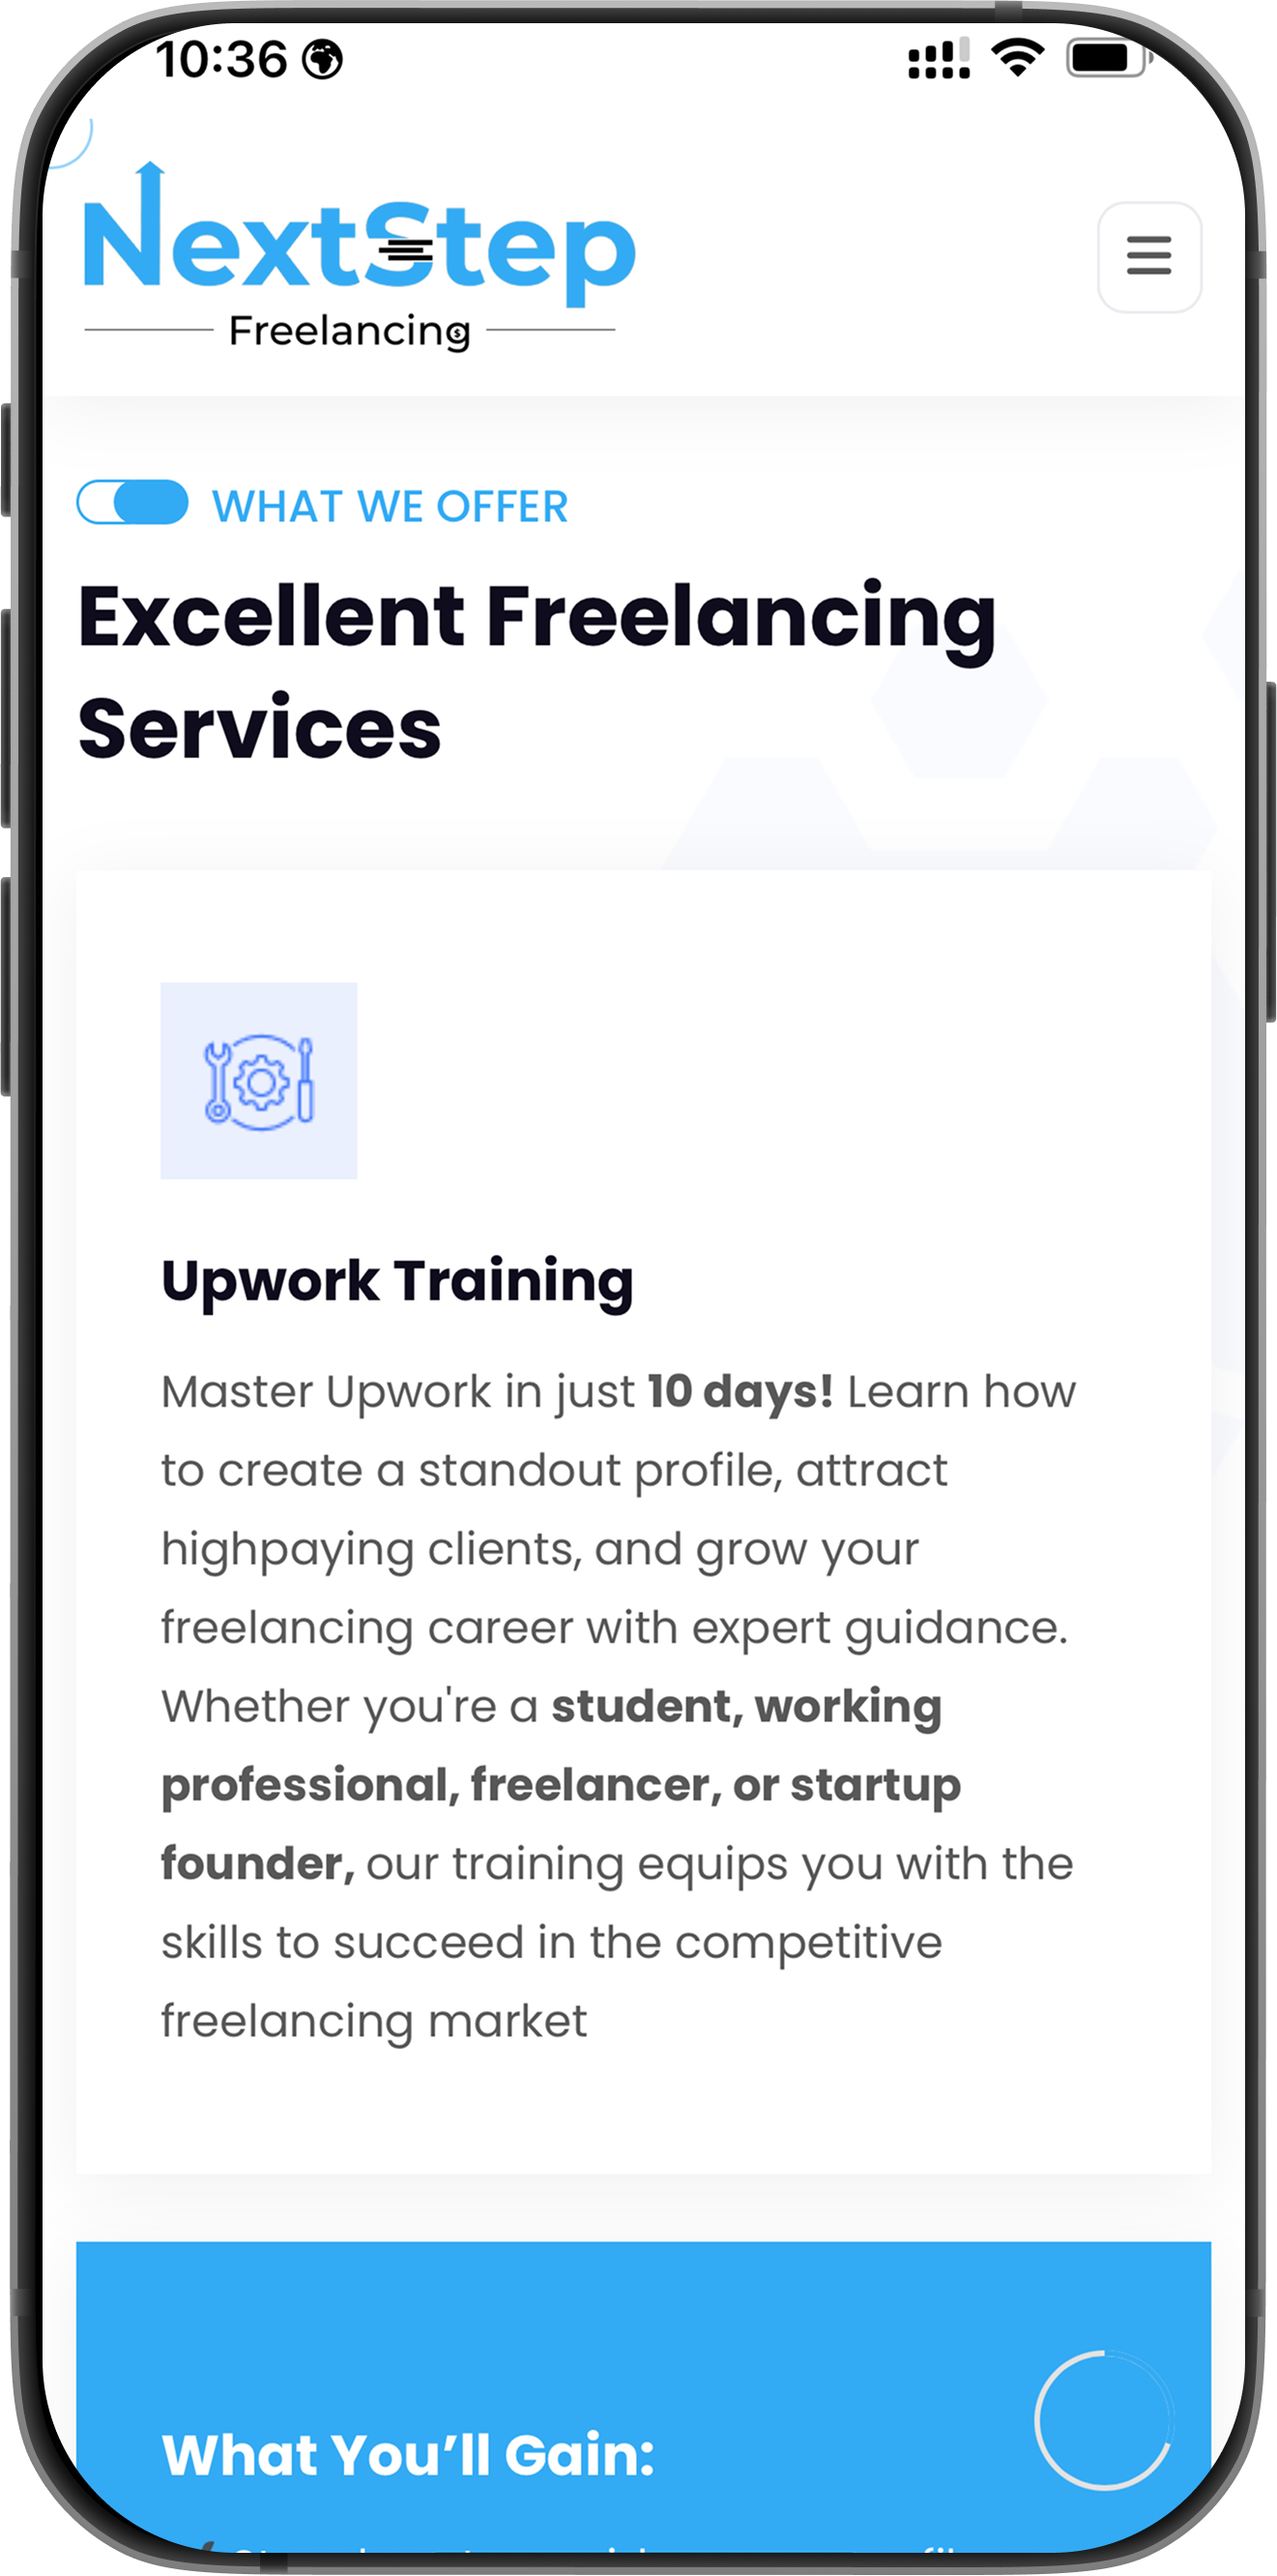 10:36
NextStep
Freelancing
WHAT WE OFFER
Excellent Freelancing
Services
Upwork Training
Master Upwork in just 10 days! Learn how
to create a standout profile, attract
highpaying clients, and grow your
freelancing career with expert guidance.
Whether you're a student, working
professional, freelancer, or startup
founder, our training equips you with the
skills to succeed in the competitive
freelancing market
What You’ll Gain: